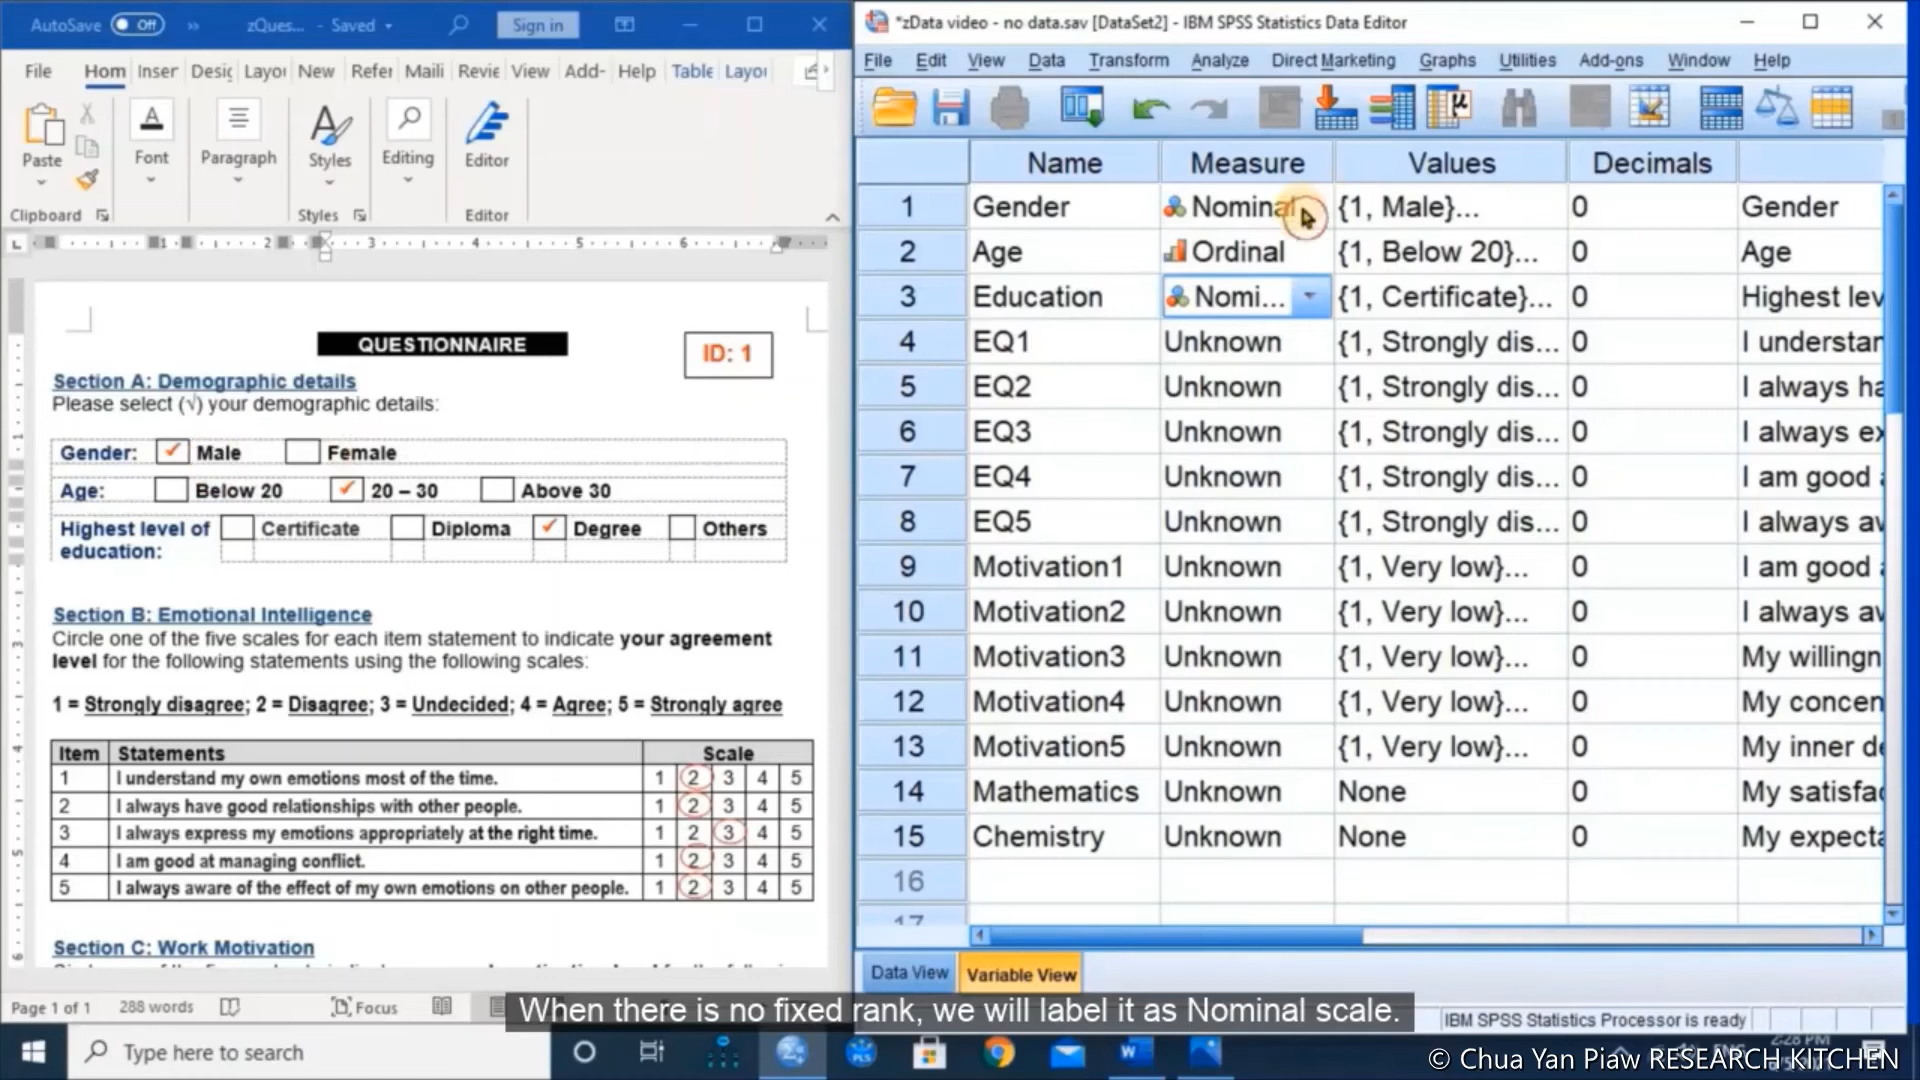 AutoSave Off » zQues... - Saved Sign in
File Hom Inser Desig Layou New Refer Maili Revie View Add- Help Table Layou
Paste Font Paragraph Styles Editing Editor
Clipboard Styles Editor
1 2 3 4 5 6
QUESTIONNAIRE
ID: 1
Section A: Demographic details
Please select (√) your demographic details:
Gender: ✓ Male Female
Age: Below 20 ✓ 20 – 30 Above 30
Highest level of education: Certificate Diploma ✓ Degree Others
Section B: Emotional Intelligence
Circle one of the five scales for each item statement to indicate your agreement
level for the following statements using the following scales:
1 = Strongly disagree; 2 = Disagree; 3 = Undecided; 4 = Agree; 5 = Strongly agree
Item Statements Scale
1 I understand my own emotions most of the time. 1 2 3 4 5
2 I always have good relationships with other people. 1 2 3 4 5
3 I always express my emotions appropriately at the right time. 1 2 3 4 5
4 I am good at managing conflict. 1 2 3 4 5
5 I always aware of the effect of my own emotions on other people. 1 2 3 4 5
Section C: Work Motivation
Page 1 of 1 288 words Focus
*zData video - no data.sav [DataSet2] - IBM SPSS Statistics Data Editor
File Edit View Data Transform Analyze Direct Marketing Graphs Utilities Add-ons Window Help
Name Measure Values Decimals
1 Gender Nominal {1, Male}... 0 Gender
2 Age Ordinal {1, Below 20}... 0 Age
3 Education Nomi... {1, Certificate}... 0 Highest lev
4 EQ1 Unknown {1, Strongly dis... 0 I understan
5 EQ2 Unknown {1, Strongly dis... 0 I always ha
6 EQ3 Unknown {1, Strongly dis... 0 I always ex
7 EQ4 Unknown {1, Strongly dis... 0 I am good
8 EQ5 Unknown {1, Strongly dis... 0 I always aw
9 Motivation1 Unknown {1, Very low}... 0 I am good
10 Motivation2 Unknown {1, Very low}... 0 I always aw
11 Motivation3 Unknown {1, Very low}... 0 My willingn
12 Motivation4 Unknown {1, Very low}... 0 My concen
13 Motivation5 Unknown {1, Very low}... 0 My inner de
14 Mathematics Unknown None 0 My satisfac
15 Chemistry Unknown None 0 My expecta
16
17
Data View Variable View
When there is no fixed rank, we will label it as Nominal scale.
IBM SPSS Statistics Processor is ready
Type here to search
2:28 PM
© Chua Yan Piaw RESEARCH KITCHEN